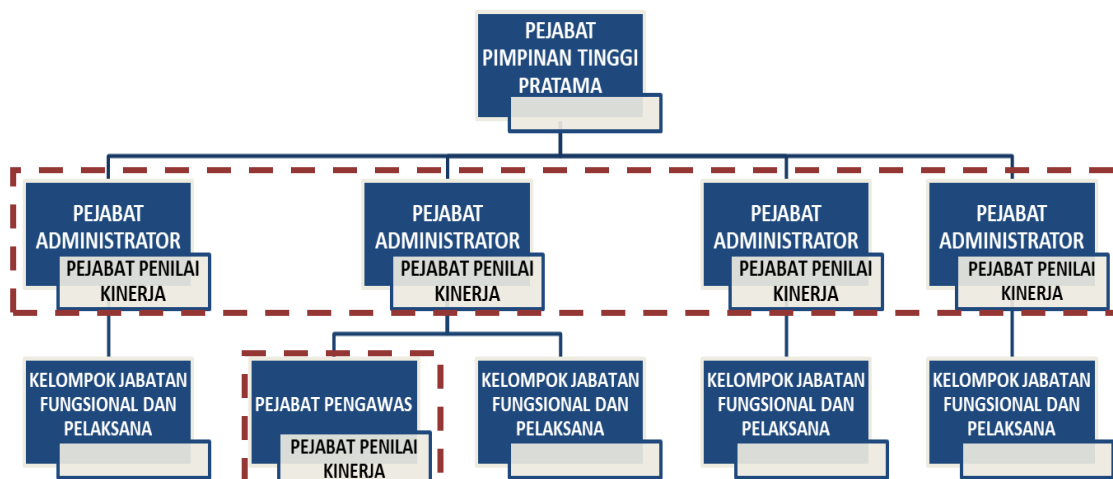 PEJABAT
PIMPINAN TINGGI
PRATAMA
PEJABAT
ADMINISTRATOR
PEJABAT PENILAI
KINERJA
PEJABAT
ADMINISTRATOR
PEJABAT PENILAI
KINERJA
PEJABAT
ADMINISTRATOR
PEJABAT PENILAI
KINERJA
PEJABAT
ADMINISTRATOR
PEJABAT PENILAI
KINERJA
KELOMPOK JABATAN
FUNGSIONAL DAN
PELAKSANA
PEJABAT PENGAWAS
PEJABAT PENILAI
KINERJA
KELOMPOK JABATAN
FUNGSIONAL DAN
PELAKSANA
KELOMPOK JABATAN
FUNGSIONAL DAN
PELAKSANA
KELOMPOK JABATAN
FUNGSIONAL DAN
PELAKSANA